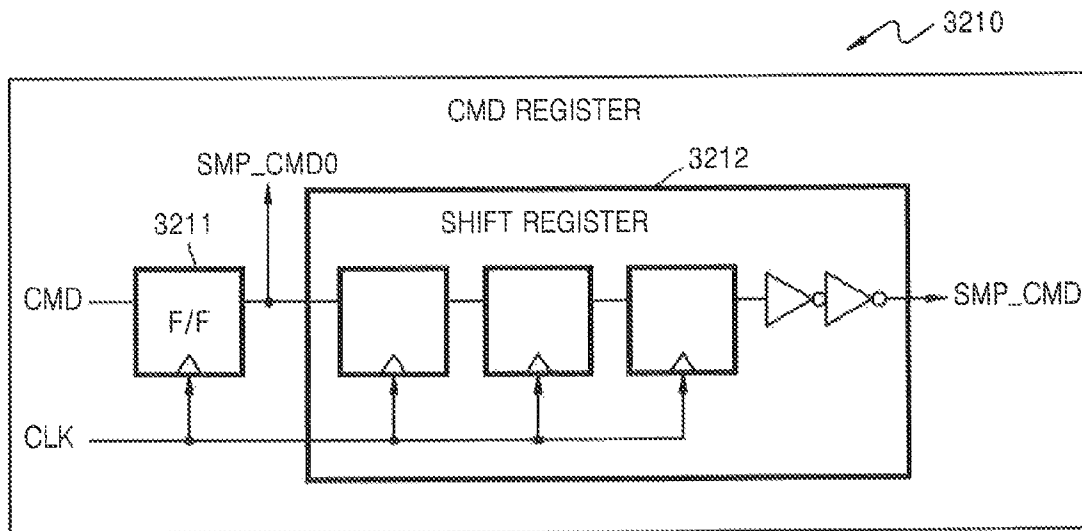 3210
CMD REGISTER
SMP_CMD0
3212
3211
SHIFT REGISTER
CMD
F/F
SMP_CMD
CLK